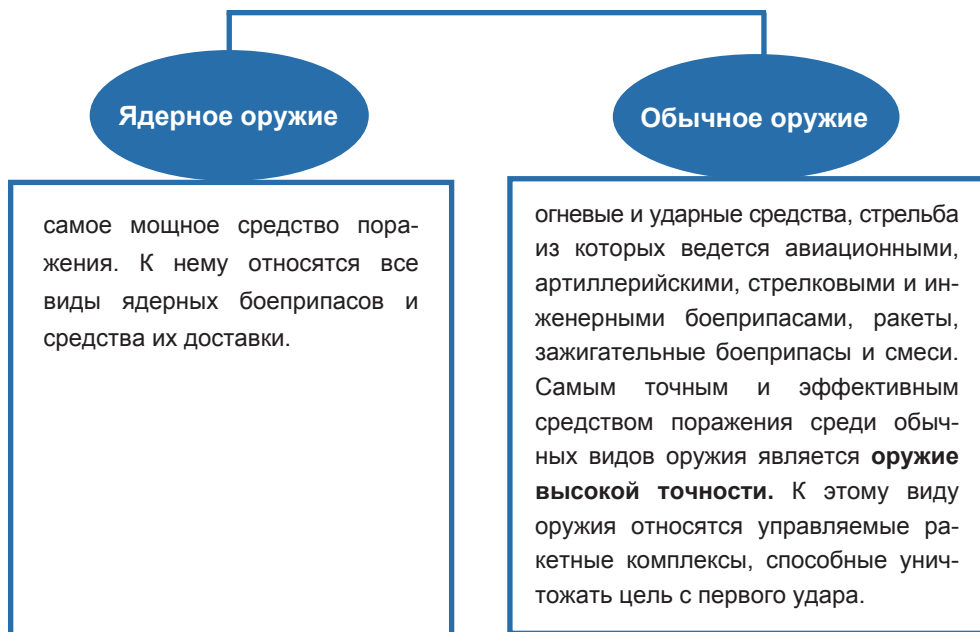 Ядерное оружие
самое мощное средство пора-
жения. К нему относятся все
виды ядерных боеприпасов и
средства их доставки.
Обычное оружие
огневые и ударные средства, стрельба
из которых ведется авиационными,
артиллерийскими, стрелковыми и ин-
женерными боеприпасами, ракеты,
зажигательные боеприпасы и смеси.
Самым точным и эффективным
средством поражения среди обыч-
ных видов оружия является оружие
высокой точности. К этому виду
оружия относятся управляемые ра-
кетные комплексы, способные унич-
тожать цель с первого удара.